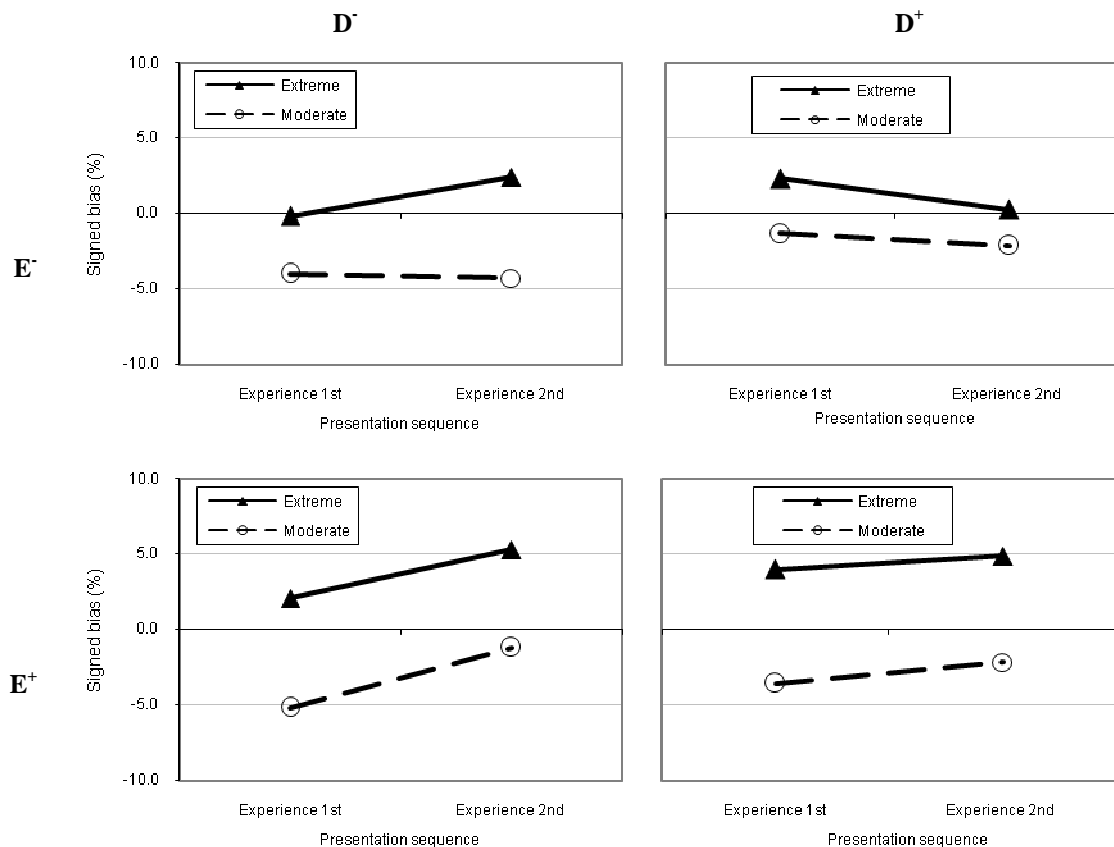 D⁻ D⁺
10.0
Extreme
Moderate
5.0
0.0
-5.0
-10.0
Signed bias (%)
E⁻
Experience 1st Experience 2nd
Presentation sequence
Extreme
Moderate
Experience 1st Experience 2nd
Presentation sequence
10.0
Extreme
Moderate
5.0
0.0
-5.0
-10.0
Signed bias (%)
E⁺
Experience 1st Experience 2nd
Presentation sequence
Extreme
Moderate
Experience 1st Experience 2nd
Presentation sequence